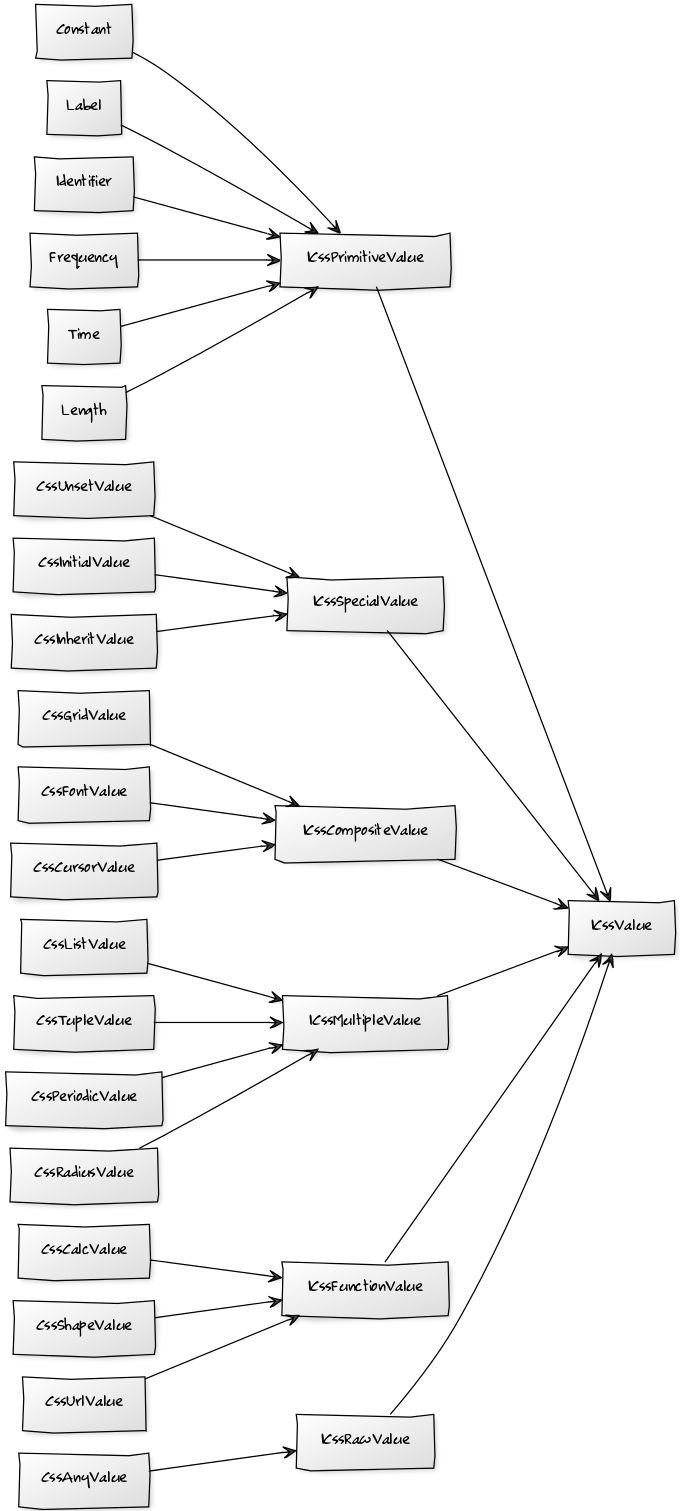 Constant
Label
Identifier
Frequency
ICssPrimitiveValue
Time
Length
CssUnsetValue
CssInitialValue
ICssSpecialValue
CssInheritValue
CssGridValue
CssFontValue
ICssCompositeValue
CssCursorValue
ICssValue
CssListValue
CssTupleValue
ICssMultipleValue
CssPeriodicValue
CssRadiusValue
CssCalcValue
ICssFunctionValue
CssShapeValue
CssUrlValue
ICssRawValue
CssAnyValue